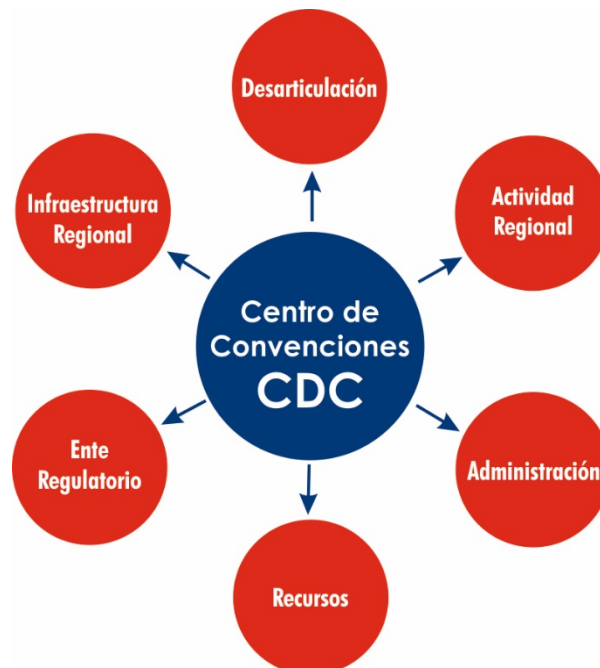 Desarticulación
Infraestructura
Regional
Actividad
Regional
Centro de
Convenciones
CDC
Ente
Regulatorio
Administración
Recursos